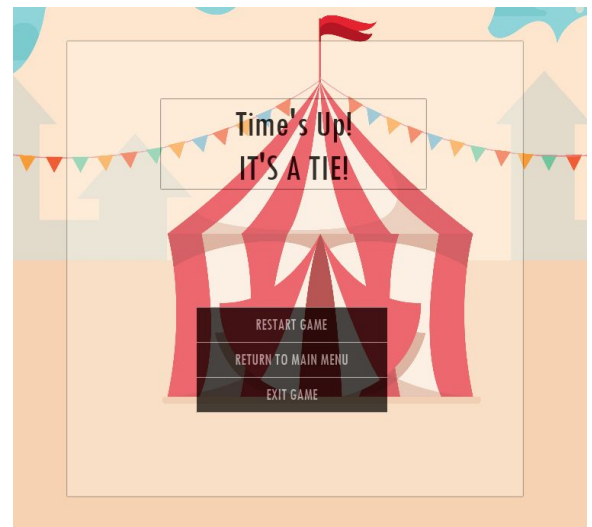 Time's Up!
IT'S A TIE!
RESTART GAME
RETURN TO MAIN MENU
EXIT GAME